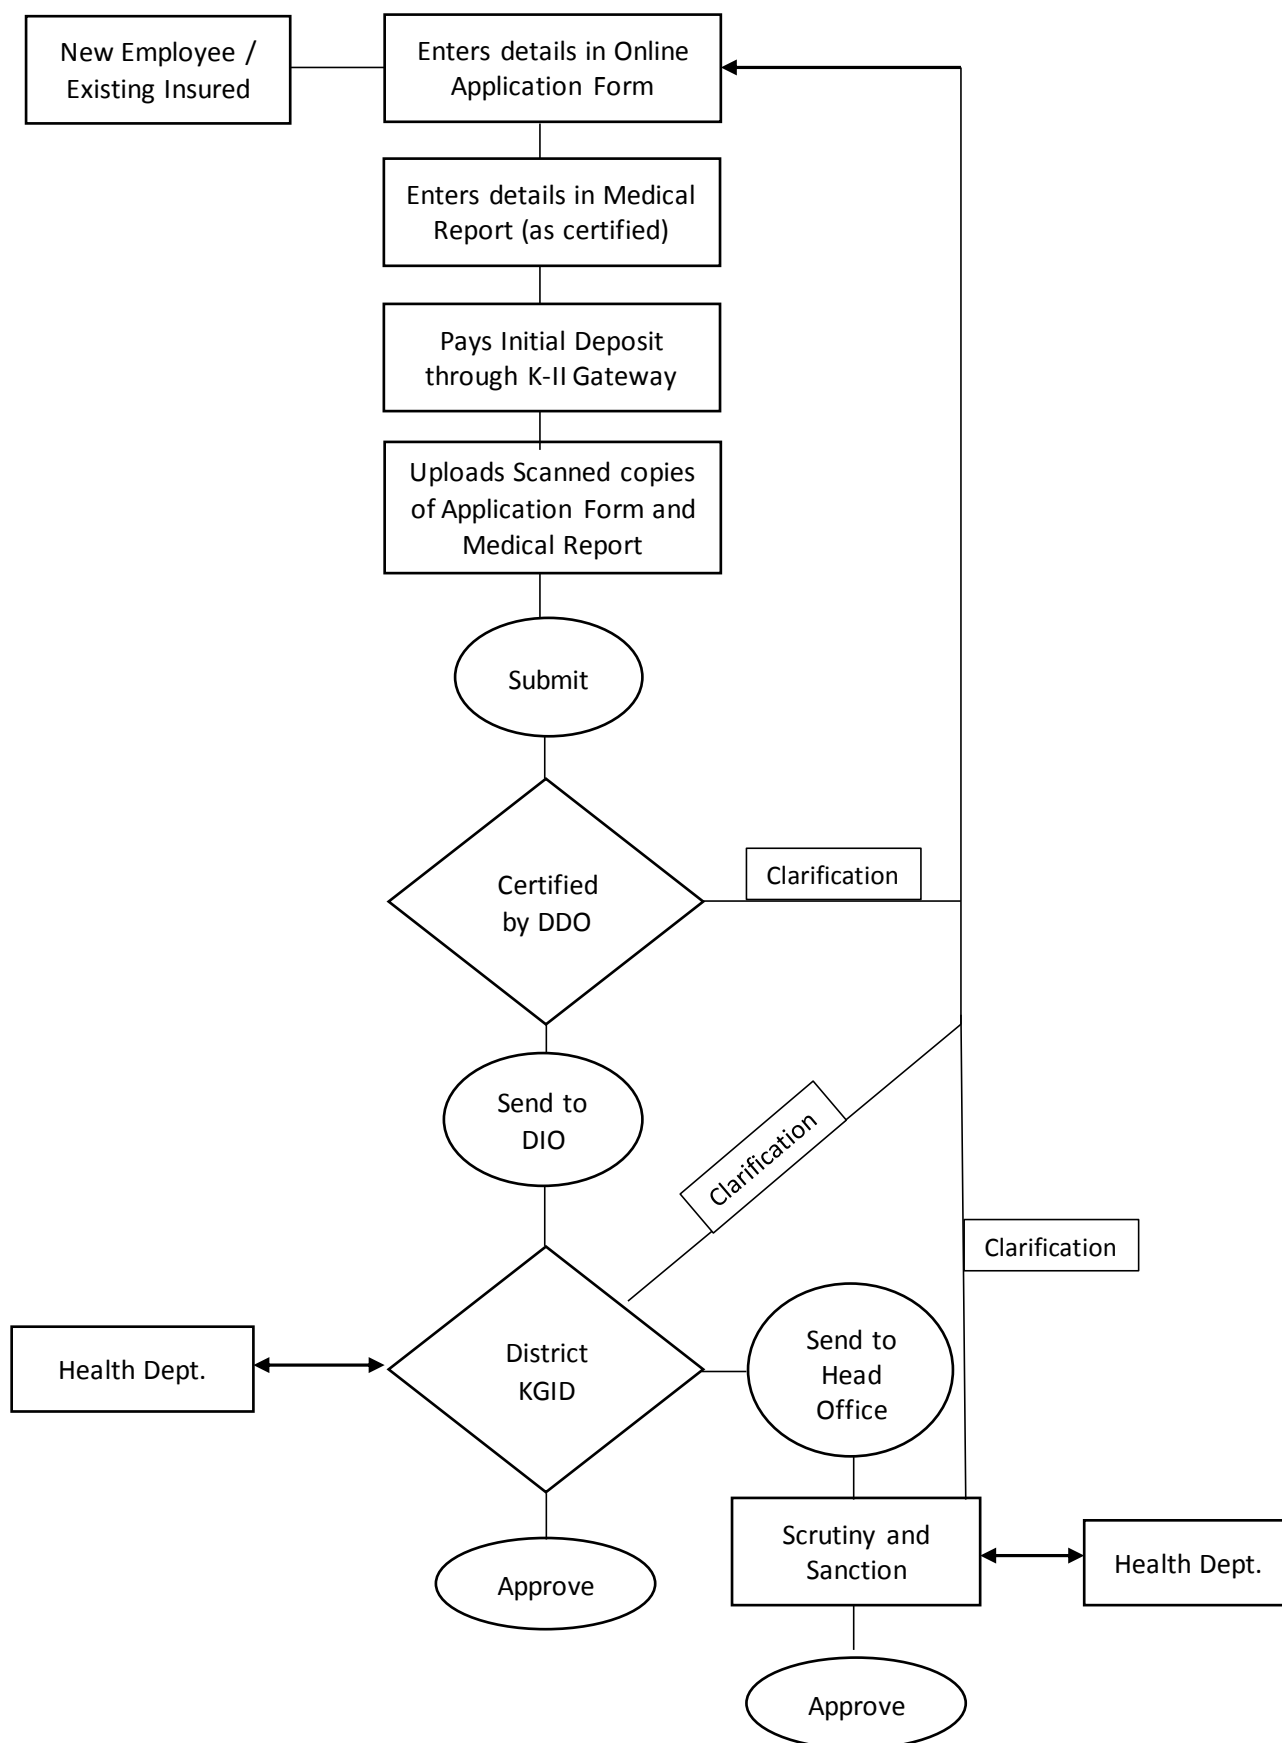 New Employee /
Existing Insured
Enters details in Online
Application Form
Enters details in Medical
Report (as certified)
Pays Initial Deposit
through K-II Gateway
Uploads Scanned copies
of Application Form and
Medical Report
Submit
Certified
by DDO
Clarification
Send to
DIO
Clarification
Clarification
Health Dept.
District
KGID
Send to
Head
Office
Approve
Scrutiny and
Sanction
Health Dept.
Approve